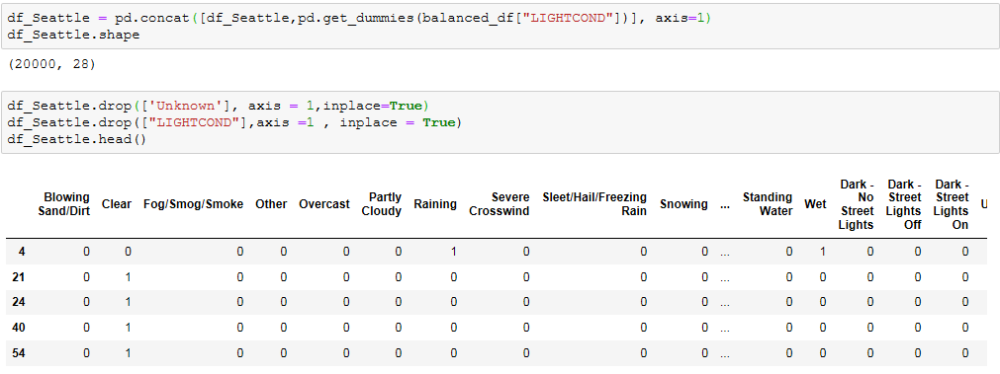 df_Seattle = pd.concat([df_Seattle,pd.get_dummies(balanced_df["LIGHTCOND"])], axis=1)
df_Seattle.shape
(20000, 28)
df_Seattle.drop(['Unknown'], axis = 1,inplace=True)
df_Seattle.drop(["LIGHTCOND"],axis =1 , inplace = True)
df_Seattle.head()
Blowing Sand/Dirt Clear Fog/Smog/Smoke Other Overcast Partly Cloudy Raining Severe Crosswind Sleet/Hail/Freezing Rain Snowing ... Standing Water Wet Dark - No Street Lights Dark - Street Lights Off Dark - Street Lights On
4 0 0 0 0 0 0 1 0 0 0 ... 0 1 0 0 0
21 0 1 0 0 0 0 0 0 0 0 ... 0 0 0 0 0
24 0 1 0 0 0 0 0 0 0 0 ... 0 0 0 0 0
40 0 1 0 0 0 0 0 0 0 0 ... 0 0 0 0 0
54 0 1 0 0 0 0 0 0 0 0 ... 0 0 0 0 0